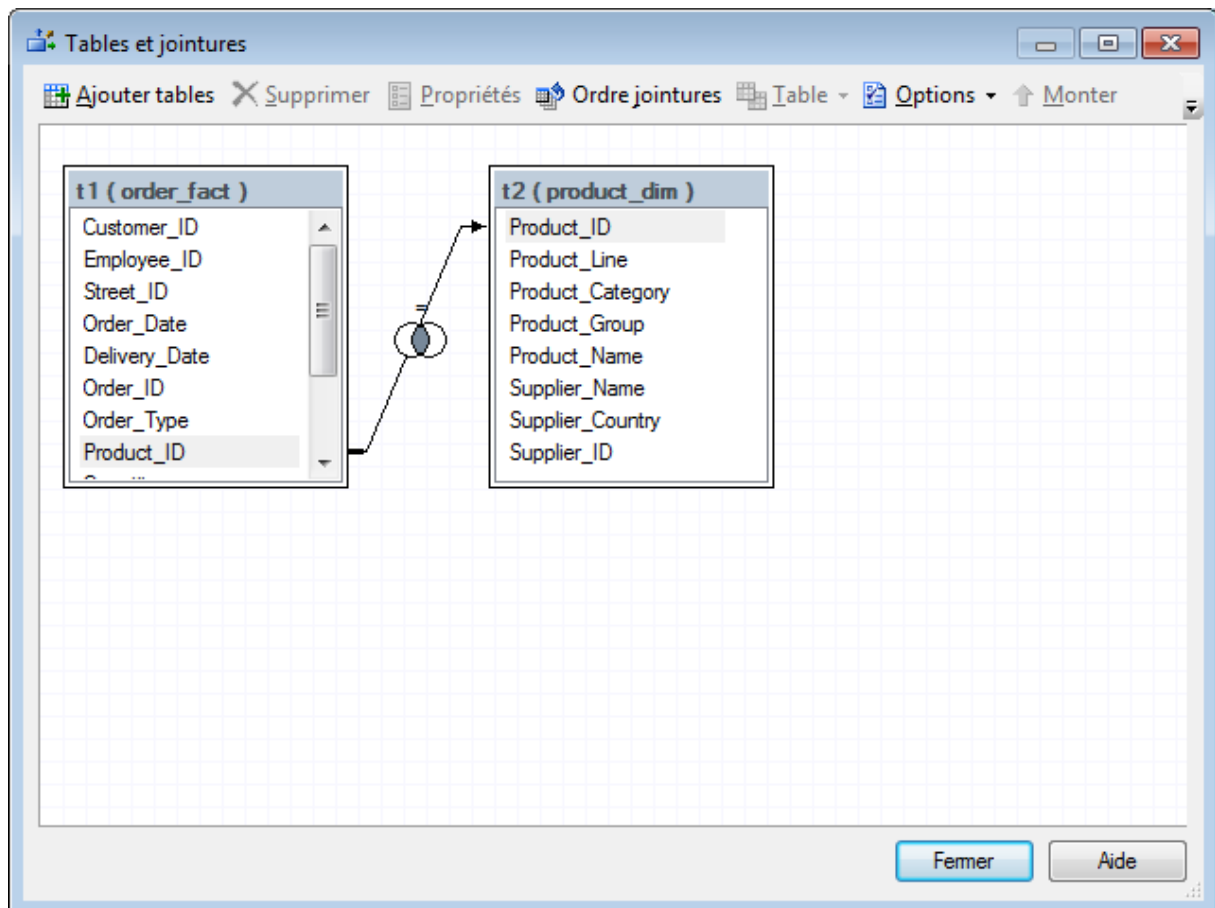 Tables et jointures
Ajouter tables Supprimer Propriétés Ordre jointures Table Options Monter
t1 ( order_fact )
Customer_ID
Employee_ID
Street_ID
Order_Date
Delivery_Date
Order_ID
Order_Type
Product_ID
=
t2 ( product_dim )
Product_ID
Product_Line
Product_Category
Product_Group
Product_Name
Supplier_Name
Supplier_Country
Supplier_ID
Fermer Aide